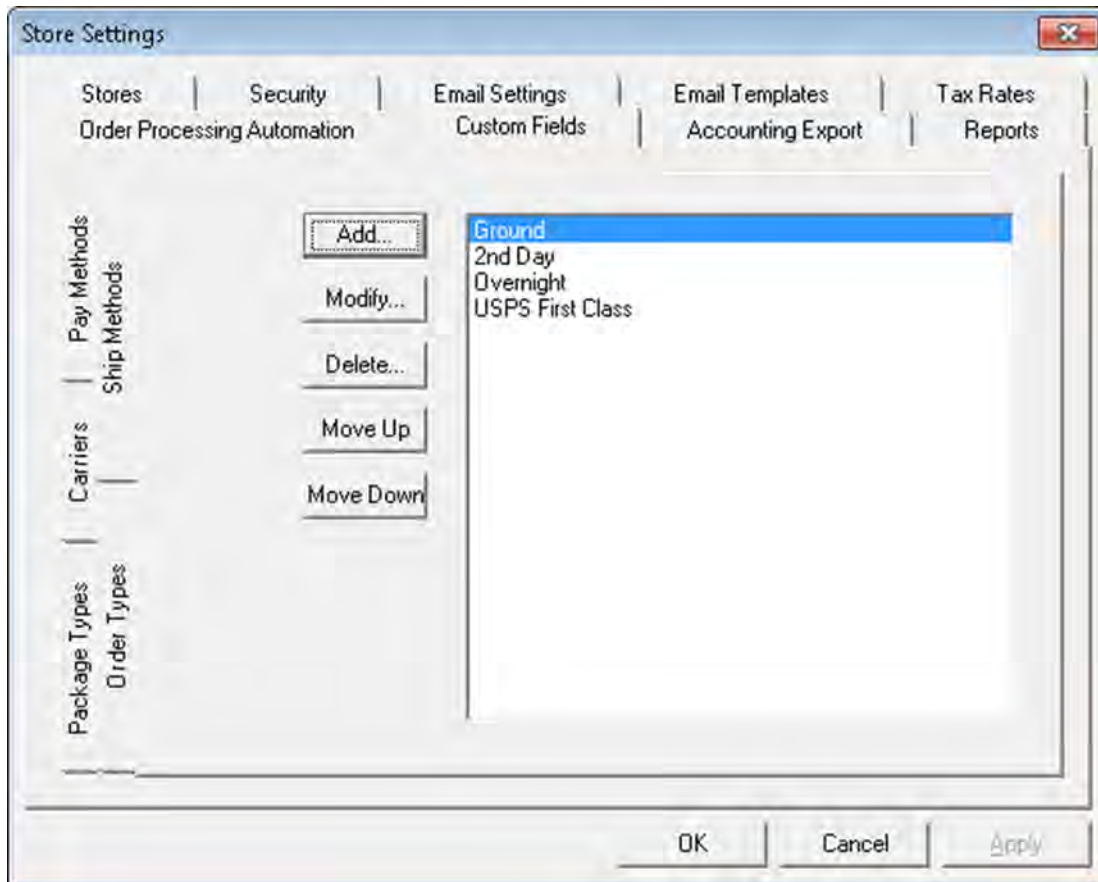 Store Settings
Stores Security Email Settings Email Templates Tax Rates
Order Processing Automation Custom Fields Accounting Export Reports
Pay Methods
Ship Methods
Carriers
Package Types
Order Types
Add...
Modify...
Delete...
Move Up
Move Down
Ground
2nd Day
Overnight
USPS First Class
OK Cancel Apply